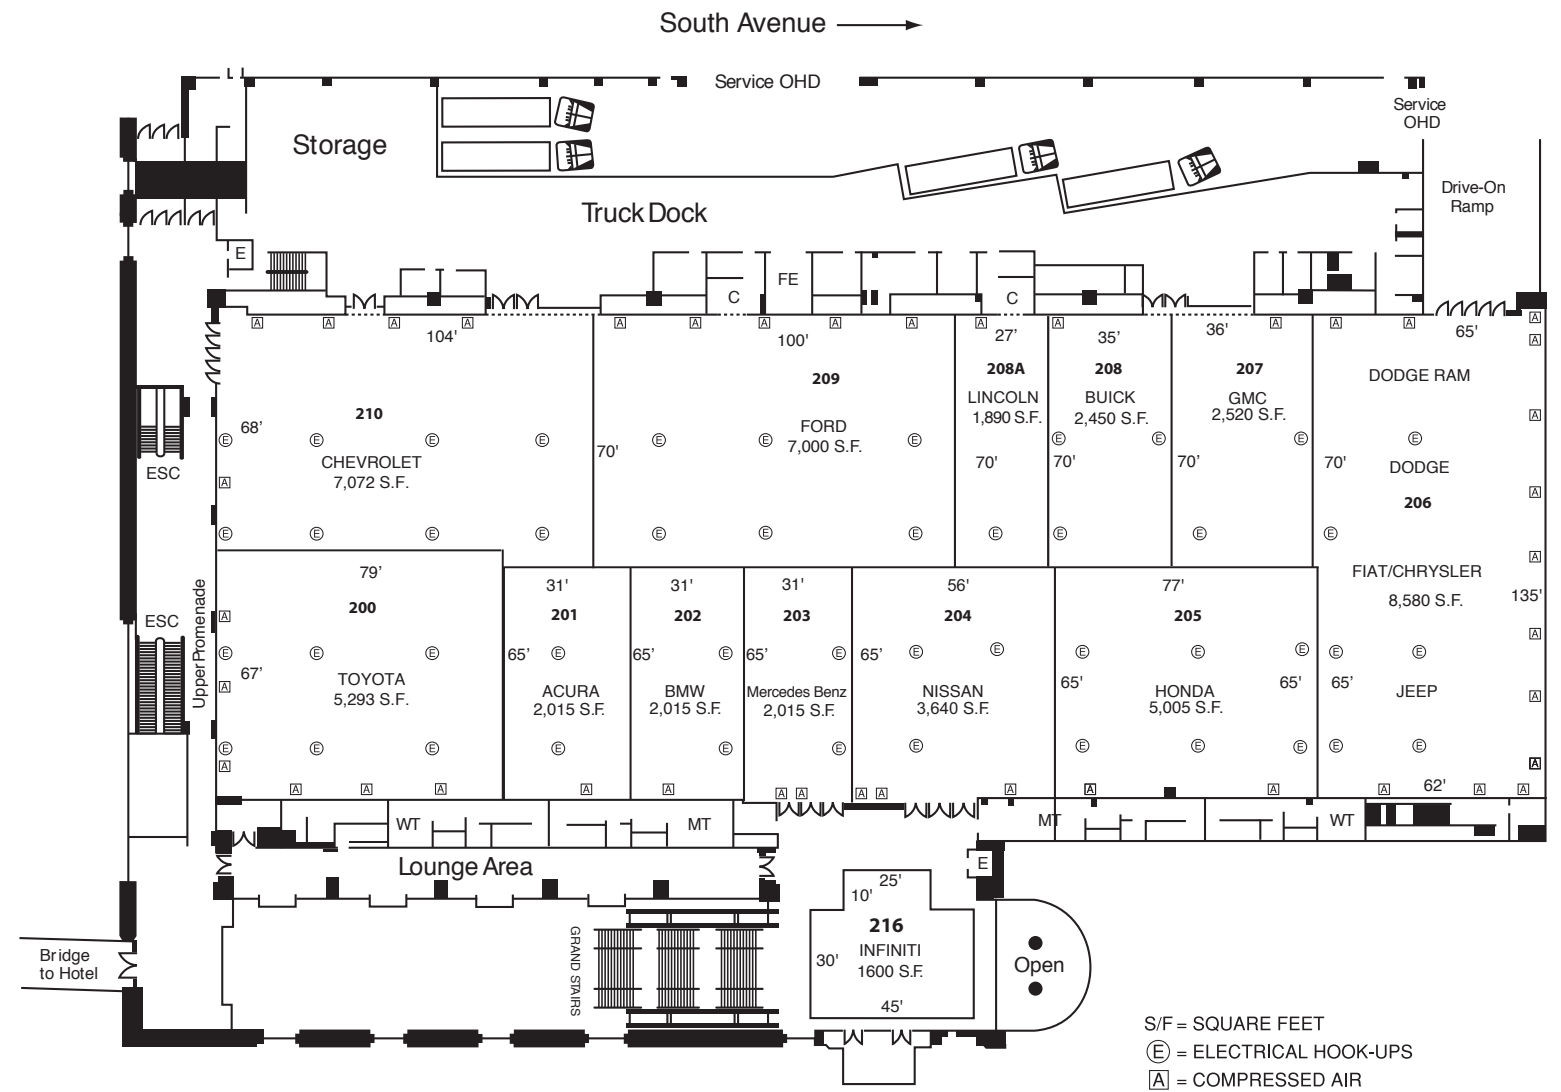 South Avenue
Service OHD
Service
OHD
Storage
Truck Dock
Drive-On
Ramp
E
FE
C
C
A A A A A A A A A A A A A A A
A
104'
100'
27'
35'
36'
65'
209
208A
208
207
DODGE RAM
LINCOLN
BUICK
GMC
1,890 S.F.
2,450 S.F.
2,520 S.F.
210
A
68'
FORD
7,000 S.F.
E E E E E E E E E E E
70'
CHEVROLET
7,072 S.F.
70'
70'
70'
70'
DODGE
ESC
A
A
206
E E E E E E E E E E E
A
79'
31'
31'
31'
56'
77'
FIAT/CHRYSLER
8,580 S.F.
135'
200
201
202
203
204
205
ESC
Upper Promenade
A
A
E E E E E E E E E E E E E
65'
65'
65'
65'
67'
TOYOTA
5,293 S.F.
ACURA
2,015 S.F.
BMW
2,015 S.F.
Mercedes Benz
2,015 S.F.
NISSAN
3,640 S.F.
65'
HONDA
5,005 S.F.
65'
65'
JEEP
A
A
E E E E E E E E E E E
A
A
62'
A A A A A A A A A A A A A A A
WT
MT
MT
WT
Lounge Area
E
25'
10'
216
INFINITI
1600 S.F.
30'
45'
GRAND STAIRS
Open
Bridge
to Hotel
S/F = SQUARE FEET
E = ELECTRICAL HOOK-UPS
A = COMPRESSED AIR